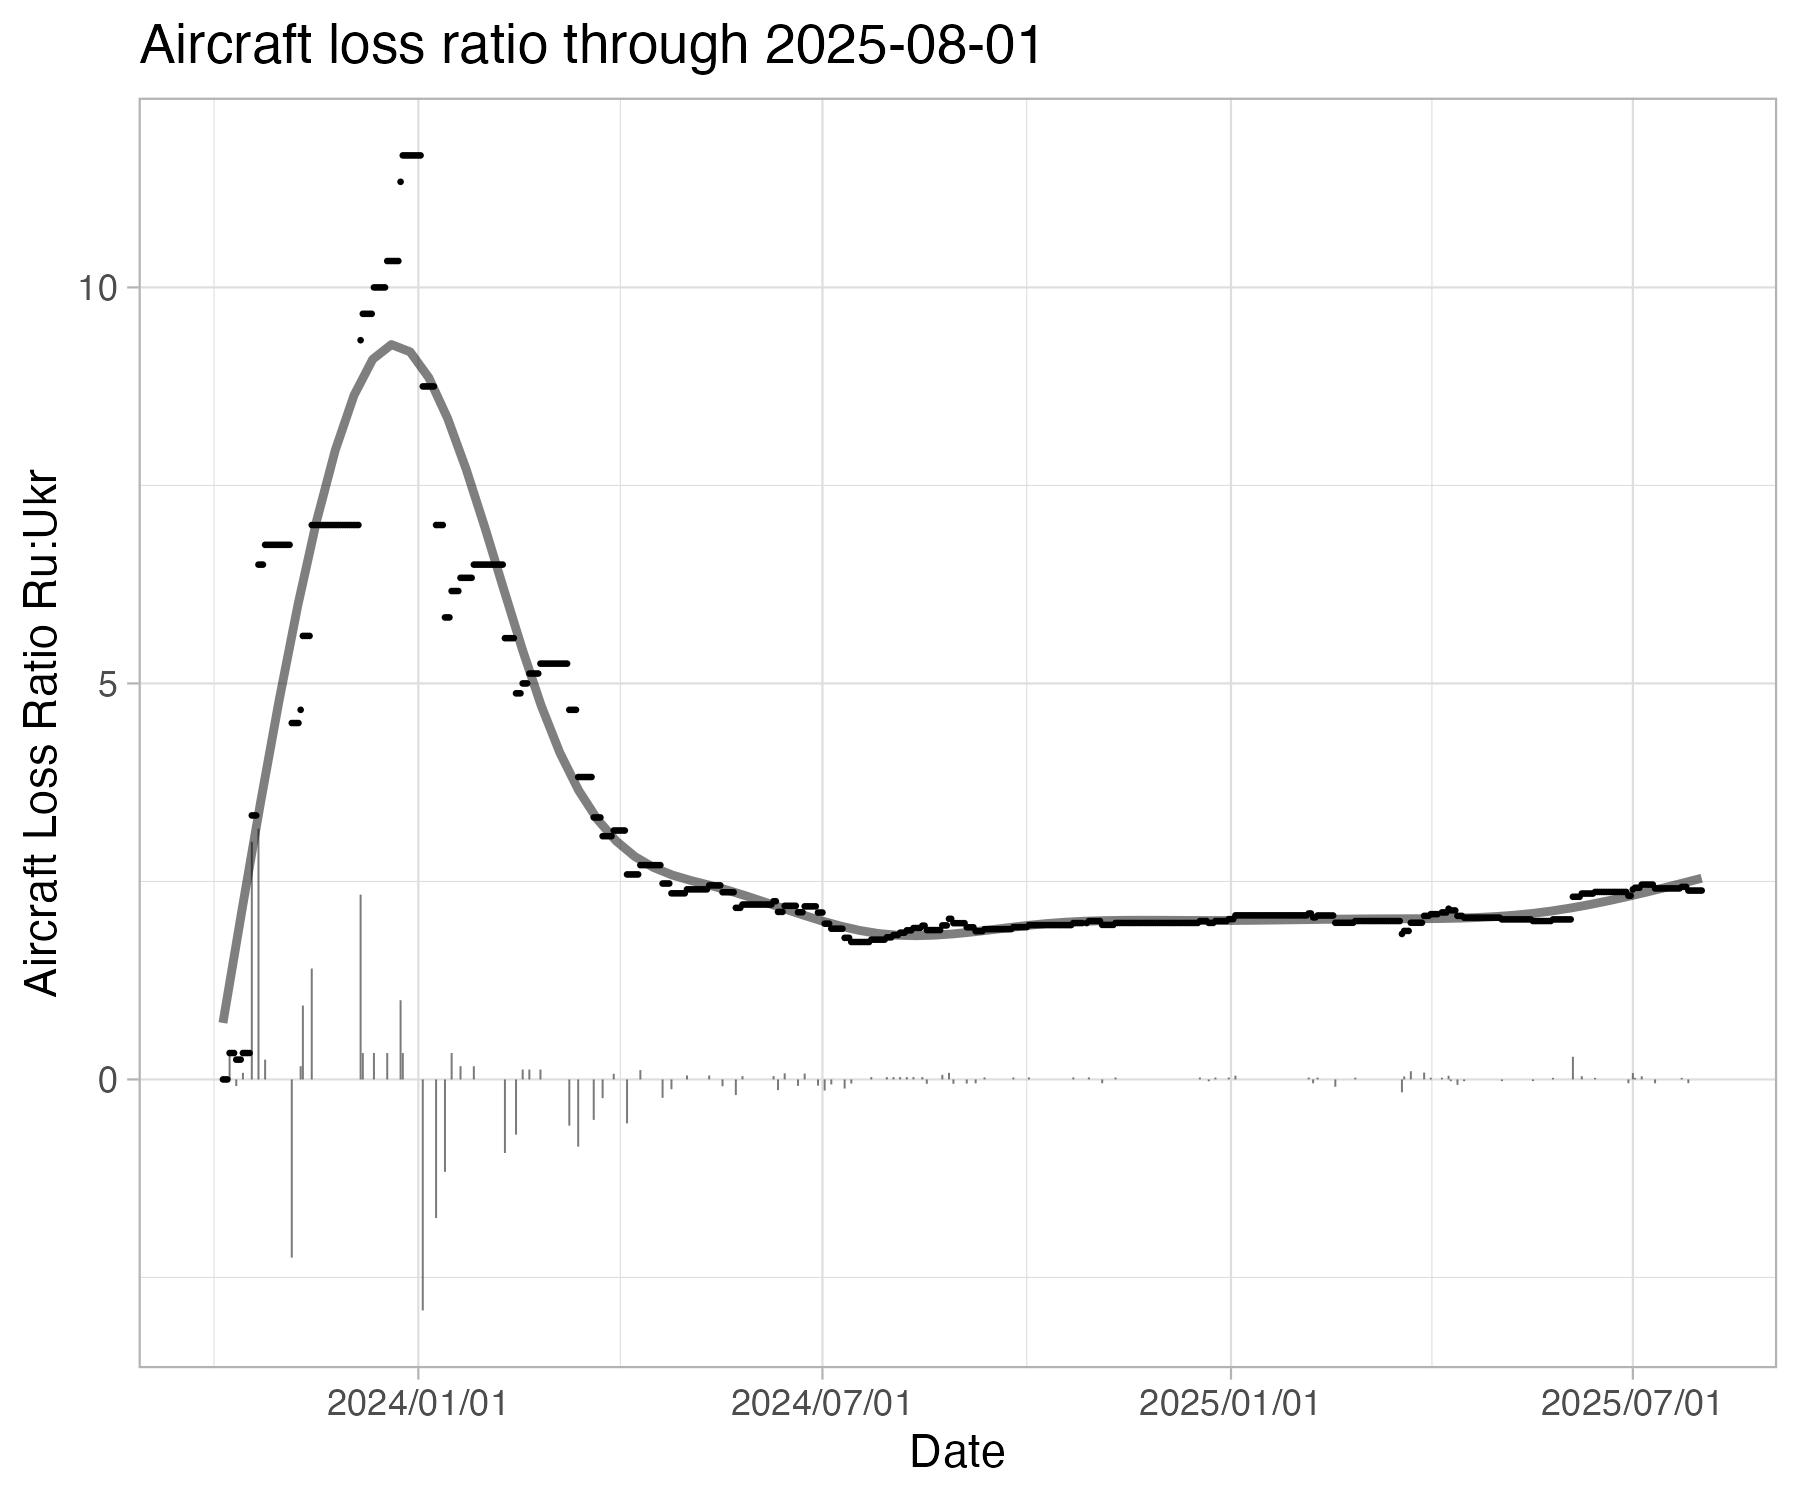 Aircraft loss ratio through 2025-08-01
Aircraft Loss Ratio Ru:Ukr
10
5
0
2024/01/01
2024/07/01
2025/01/01
2025/07/01
Date